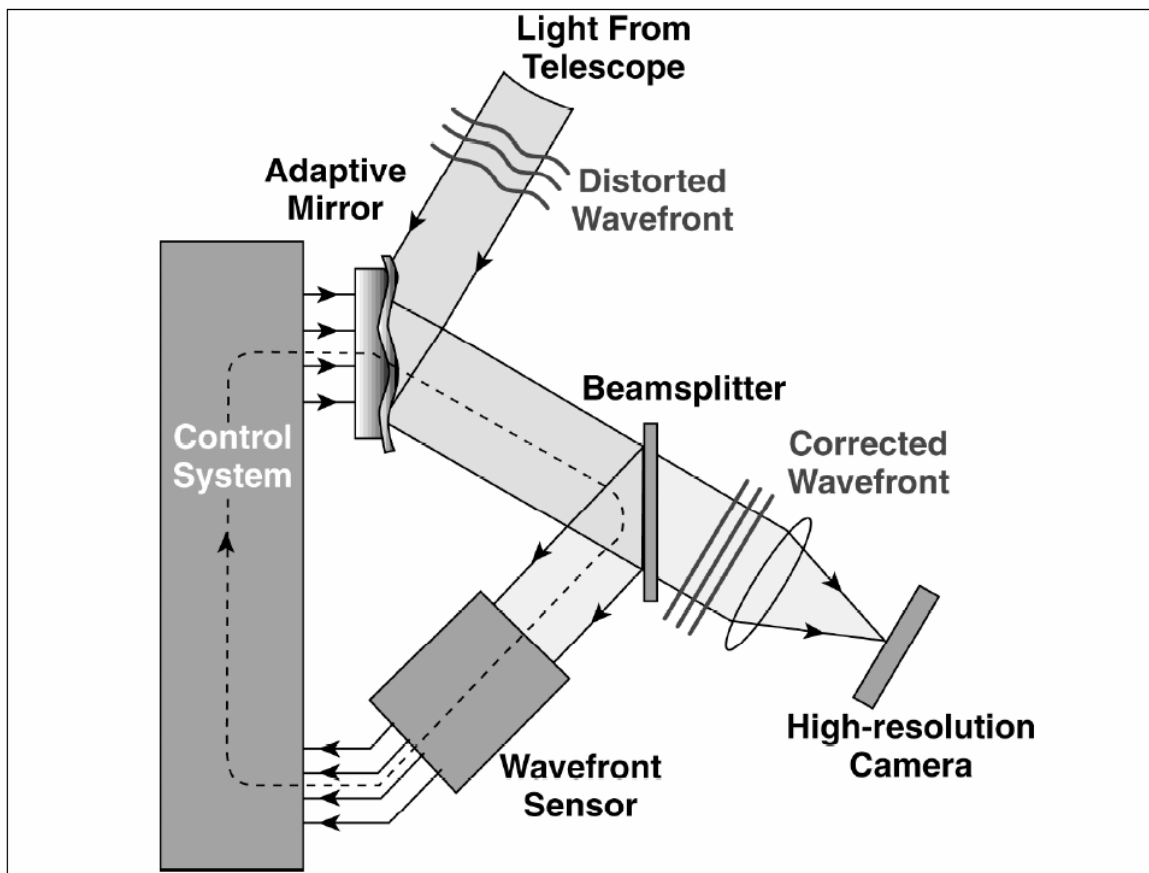 Light From
Telescope
Adaptive
Mirror
Distorted
Wavefront
Beamsplitter
Control
System
Corrected
Wavefront
High-resolution
Camera
Wavefront
Sensor